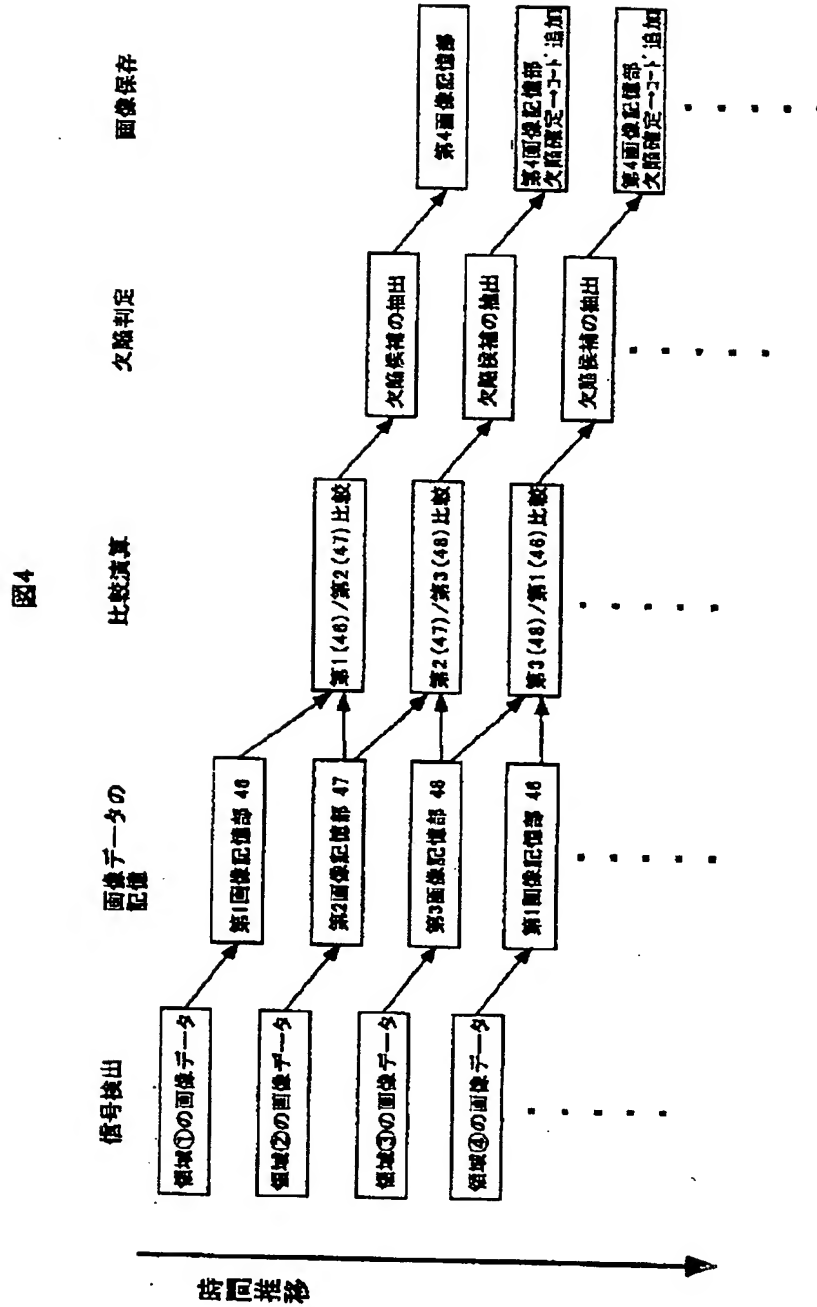 図4
信号検出
画像データの
記憶
比較演算
欠陥判定
画像保存
時間推移
領域①の画像データ
第1画像記憶部 46
第1(46)/第2(47)比較
欠陥候補の抽出
第4画像記憶部
領域②の画像データ
第2画像記憶部 47
第2(47)/第3(48)比較
欠陥候補の抽出
第4画像記憶部
欠陥確定→コード追加
領域③の画像データ
第3画像記憶部 48
第3(48)/第1(46)比較
欠陥候補の抽出
第4画像記憶部
欠陥確定→コード追加
領域④の画像データ
第1画像記憶部 46